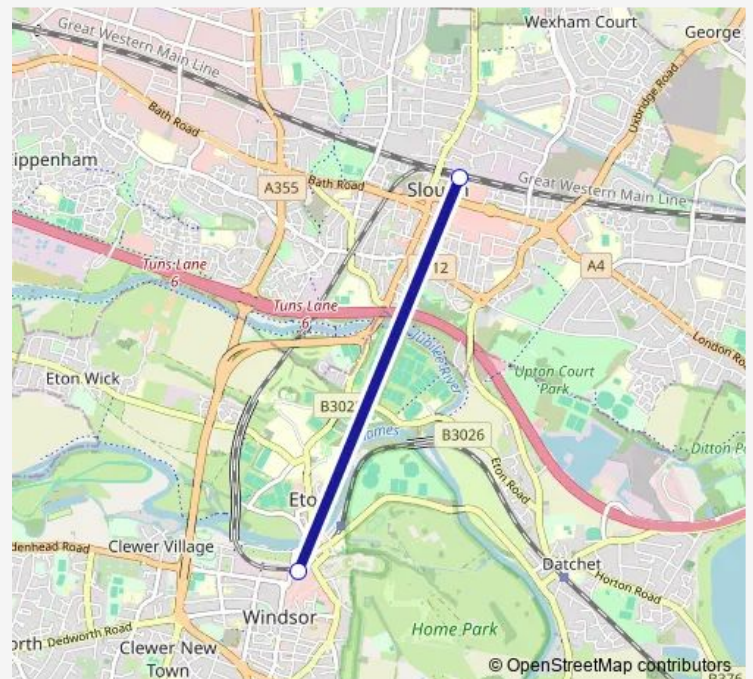 Wexham Court
George
Great Western Main Line
Bath Road
Uxbridge Road
ippenham
A355
Bath Road
Slou
Great Western Main Line
12
A4
Tuns Lane
6
Tuns Lane
6
London Ro
Jubilee River
Eton Wick
Upton Court
Park
B302
B3026
Ditton P
Eton Road
Eto
denhead Road
Clewer Village
Datchet
Horton Road
Windsor
orth
Dedworth Road
Clewer New
Town
Home Park
© OpenStreetMap contributors
B376